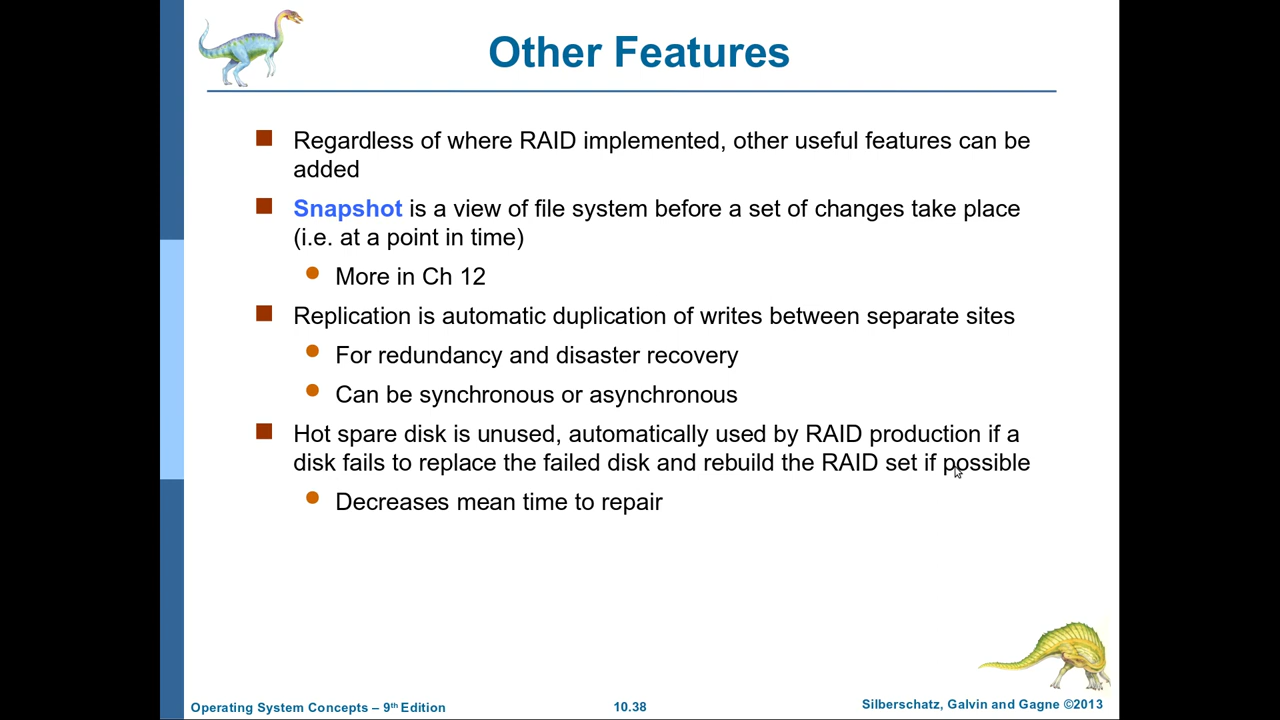 Other Features
Regardless of where RAID implemented, other useful features can be
added
Snapshot is a view of file system before a set of changes take place
(i.e. at a point in time)
More in Ch 12
Replication is automatic duplication of writes between separate sites
For redundancy and disaster recovery
Can be synchronous or asynchronous
Hot spare disk is unused, automatically used by RAID production if a
disk fails to replace the failed disk and rebuild the RAID set if possible
Decreases mean time to repair
Operating System Concepts – 9th Edition
10.38
Silberschatz, Galvin and Gagne ©2013